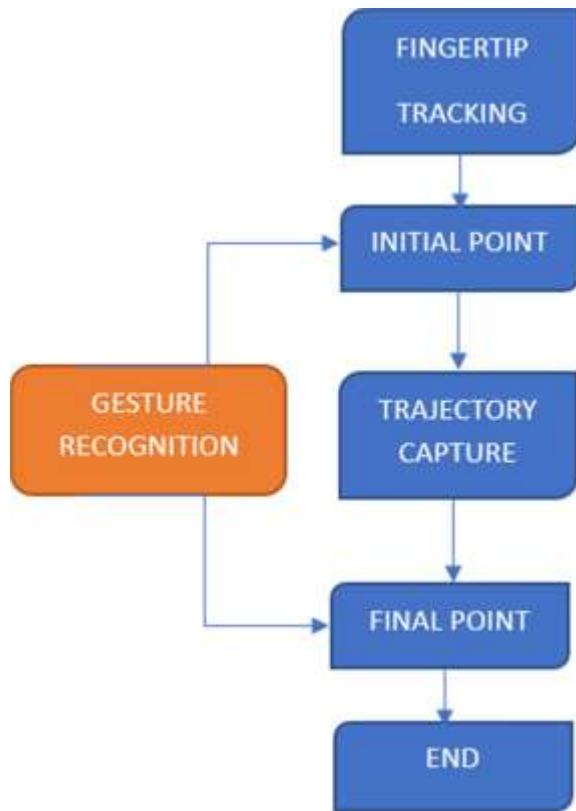 FINGERTIP
TRACKING
INITIAL POINT
GESTURE
RECOGNITION
TRAJECTORY
CAPTURE
FINAL POINT
END